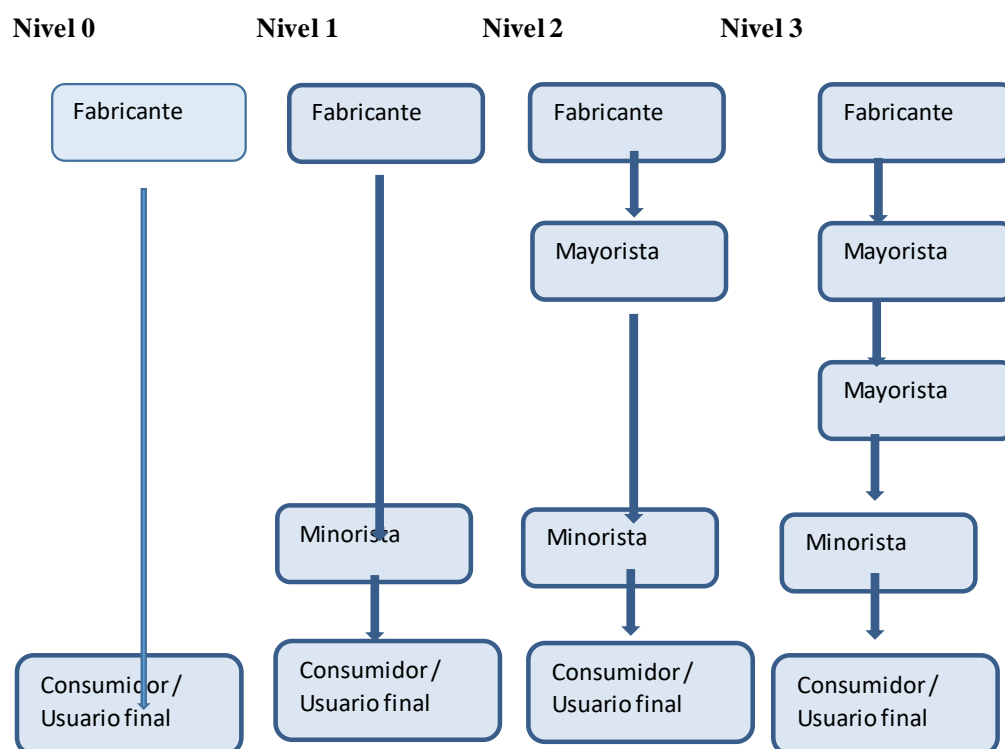 Nivel 0 Nivel 1 Nivel 2 Nivel 3
Fabricante Fabricante Fabricante Fabricante
Mayorista Mayorista
Mayorista
Minorista Minorista Minorista
Consumidor / Consumidor / Consumidor / Consumidor /
Usuario final Usuario final Usuario final Usuario final